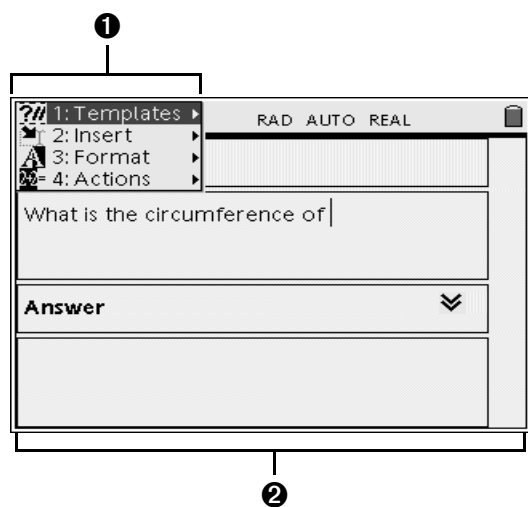 ❶
1: Templates
RAD AUTO REAL
2: Insert
3: Format
4: Actions
What is the circumference of
Answer
❷